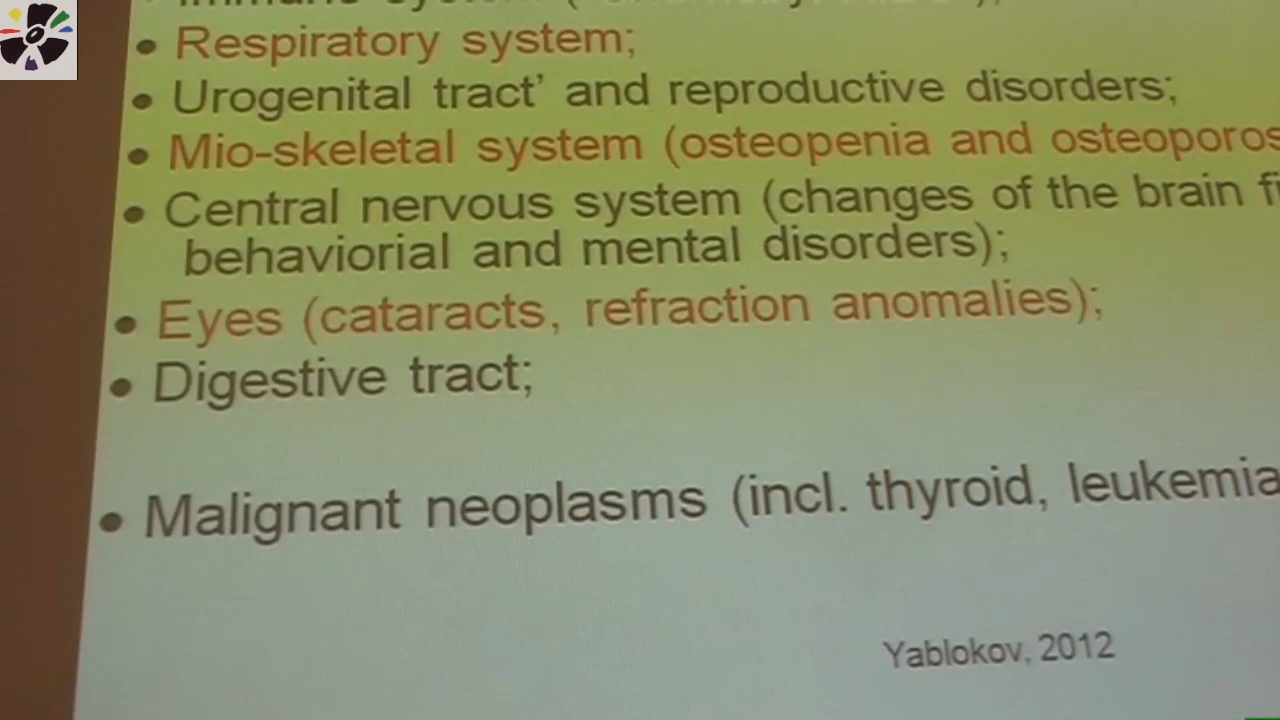 Respiratory system;
Urogenital tract’ and reproductive disorders;
Mio-skeletal system (osteopenia and
Central nervous system (changes of the brain
behaviorial and mental disorders);
Eyes (cataracts, refraction anomalies);
Digestive tract;
Malignant neoplasms (incl. thyroid, leukemia
Yablokov, 2012